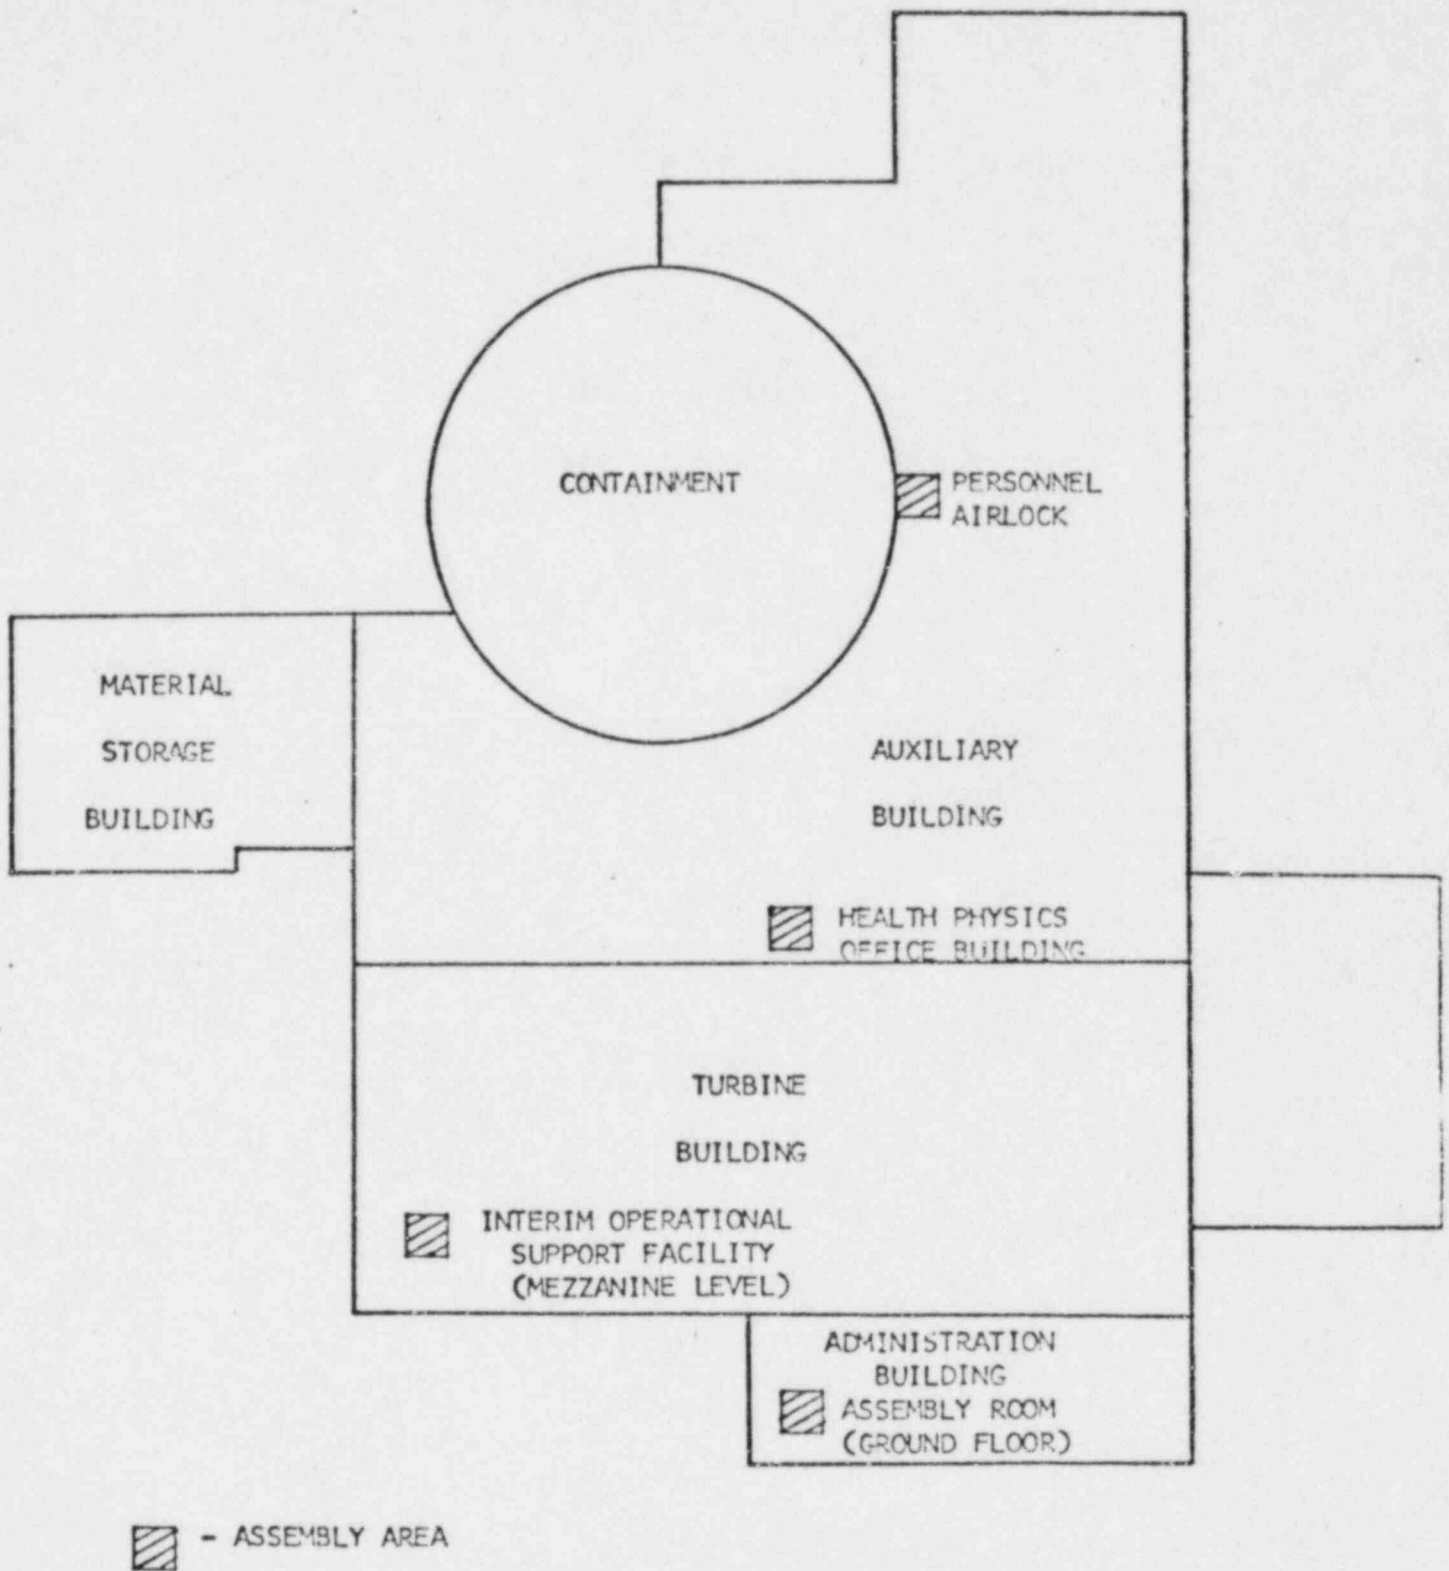 CONTAINMENT
PERSONNEL
AIRLOCK
MATERIAL
STORAGE
BUILDING
AUXILIARY
BUILDING
HEALTH PHYSICS
OFFICE BUILDING
TURBINE
BUILDING
INTERIM OPERATIONAL
SUPPORT FACILITY
(MEZZANINE LEVEL)
ADMINISTRATION
BUILDING
ASSEMBLY ROOM
(GROUND FLOOR)
- ASSEMBLY AREA